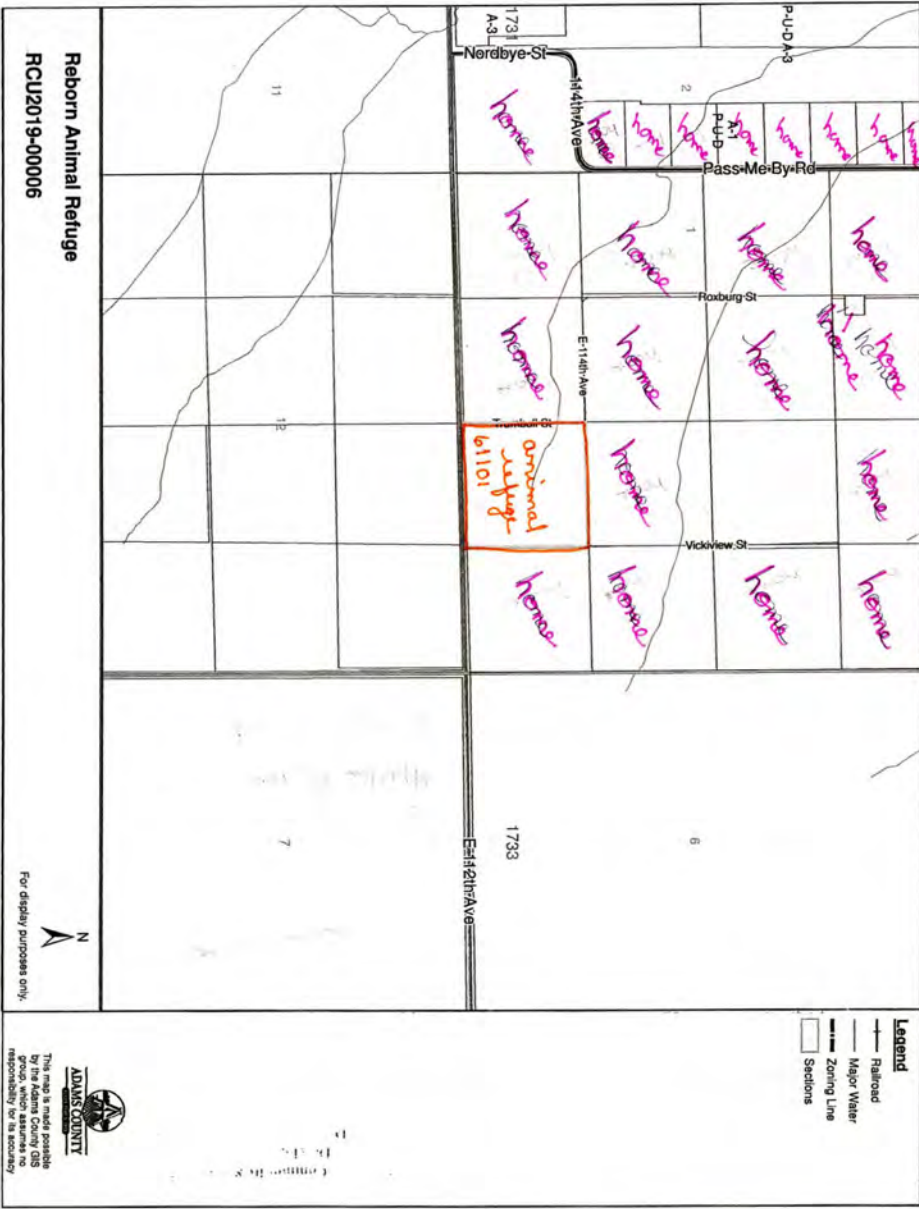 1731
A-3
Nordbye St
114th Ave
P-U-D A-3
2
home
home
home
home
A-1
P-U-D
home
home
home
home
home
Pass Me By Rd
home
home
1
home
home
Roxburg St
home
E 114th Ave
home
home
home
home
home
Trumbull St
animal
refuge
61101
home
home
Vickiview St
home
home
home
home
11
12
7
1733
6
E 112th Ave
Reborn Animal Refuge
RCU2019-00006
N
For display purposes only.
Legend
Railroad
Major Water
Zoning Line
Sections
ADAMS COUNTY
This map is made possible
by the Adams County GIS
group, which assumes no
responsibility for its accuracy